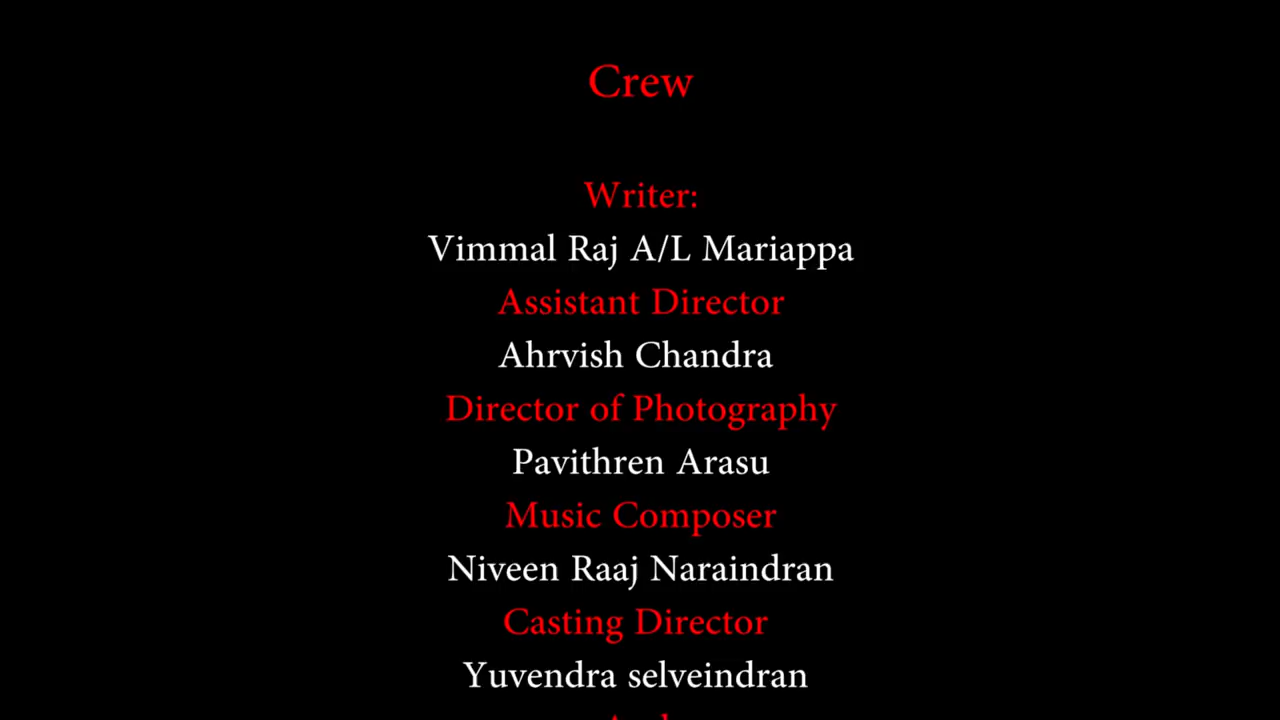 Crew
Writer:
Vimmal Raj A/L Mariappa
Assistant Director
Ahrvish Chandra
Director of Photography
Pavithren Arasu
Music Composer
Niveen Raaj Naraindran
Casting Director
Yuvendra selveindran